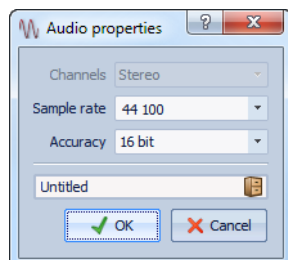 Audio properties ?
Channels Stereo
Sample rate 44 100
Accuracy 16 bit
Untitled
OK Cancel